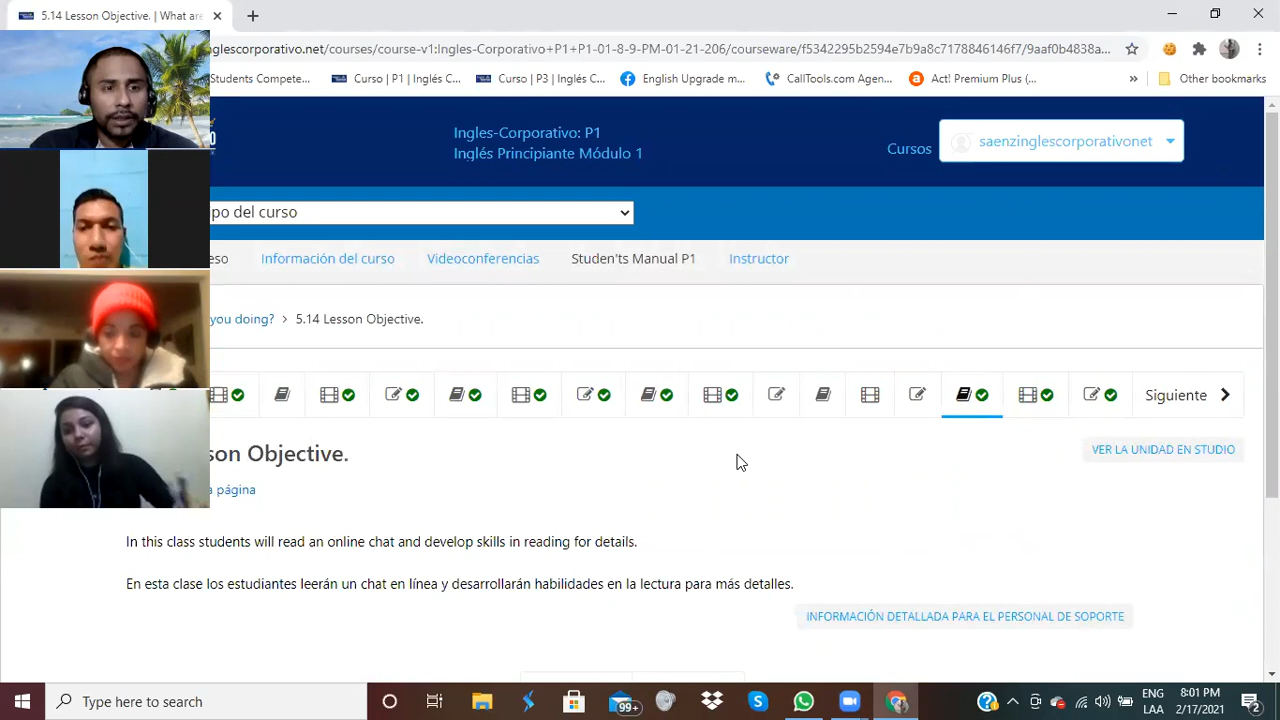 5.14 Lesson Objective. | What are
glescorporativo.net/courses/course-v1:Ingles-Corporativo+P1+P1-01-8-9-PM-01-21-206/courseware/f5342295b2594e7b9a8c7178846146f7/9aaf0b4838a...
Students Compete...
Curso | P1 | Inglés C...
Curso | P3 | Inglés C...
English Upgrade m...
CallTools.com Agen...
Act! Premium Plus (...
»
Other bookmarks
Ingles-Corporativo: P1
Inglés Principiante Módulo 1
Cursos
saenzinglescorporativonet
po del curso
eso
Información del curso
Videoconferencias
Studen'ts Manual P1
Instructor
you doing? > 5.14 Lesson Objective.
Siguiente
son Objective.
VER LA UNIDAD EN STUDIO
a página
In this class students will read an online chat and develop skills in reading for details.
En esta clase los estudiantes leerán un chat en línea y desarrollarán habilidades en la lectura para más detalles.
INFORMACIÓN DETALLADA PARA EL PERSONAL DE SOPORTE
Type here to search
99+
ENG
LAA
8:01 PM
2/17/2021
2